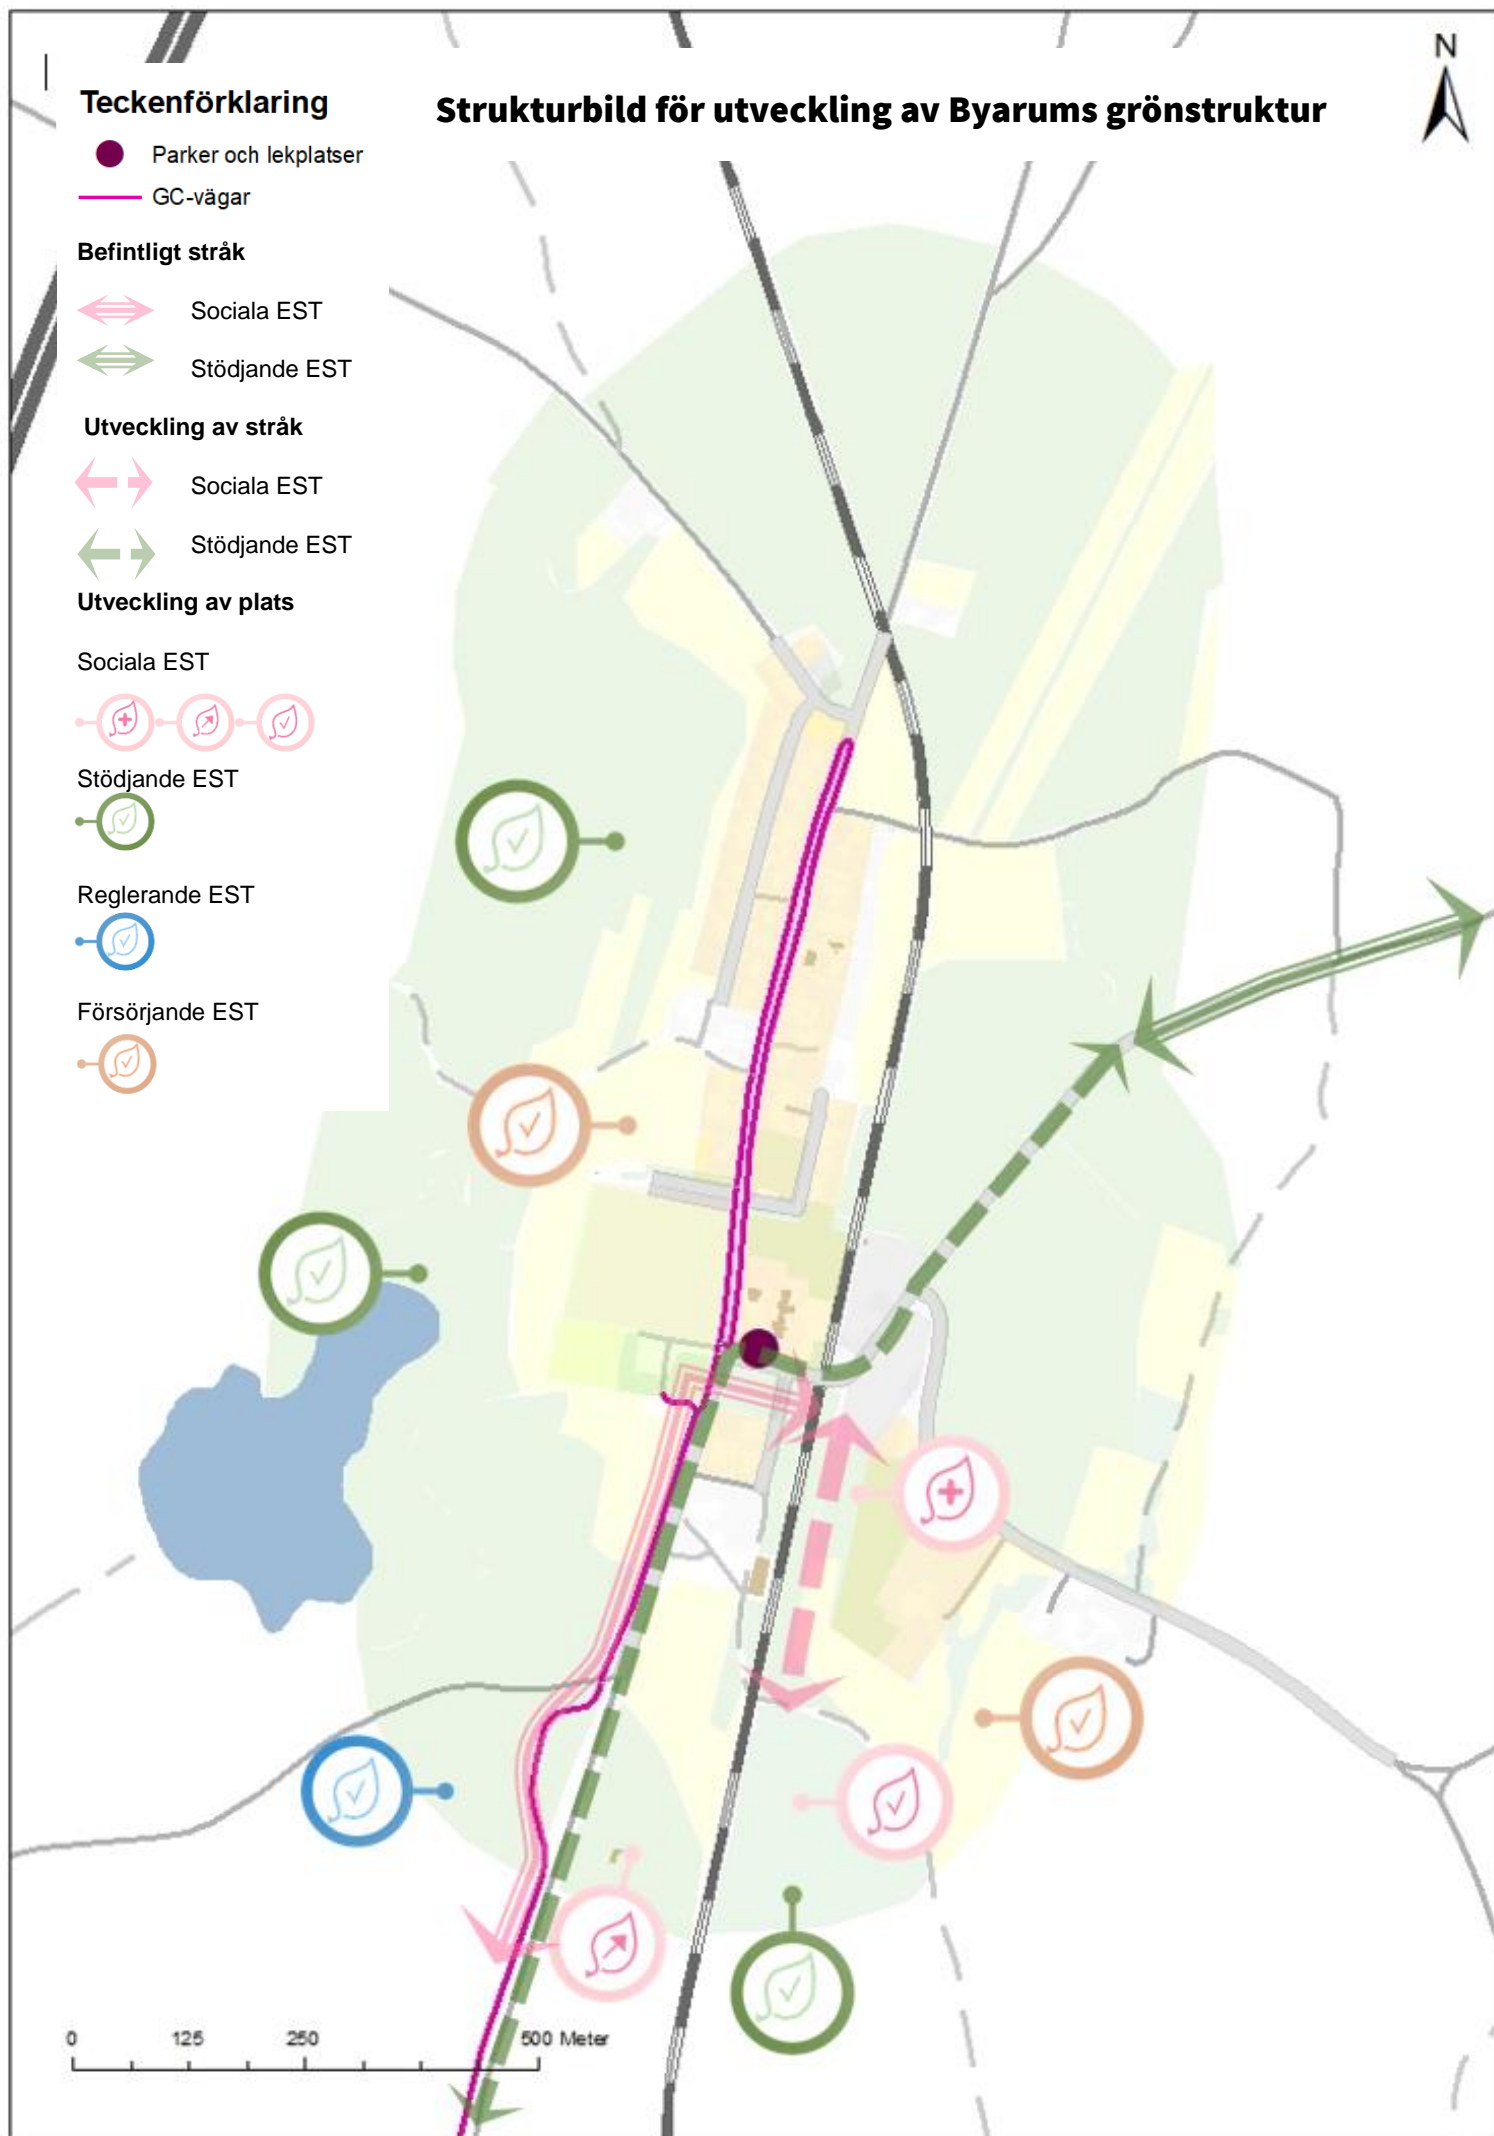 Strukturbild för utveckling av Byarums grönstruktur
N
Teckenförklaring
Parker och lekplatser
GC-vägar
Befintligt stråk
Sociala EST
Stödjande EST
Utveckling av stråk
Sociala EST
Stödjande EST
Utveckling av plats
Sociala EST
Stödjande EST
Reglerande EST
Försörjande EST
0 125 250 500 Meter